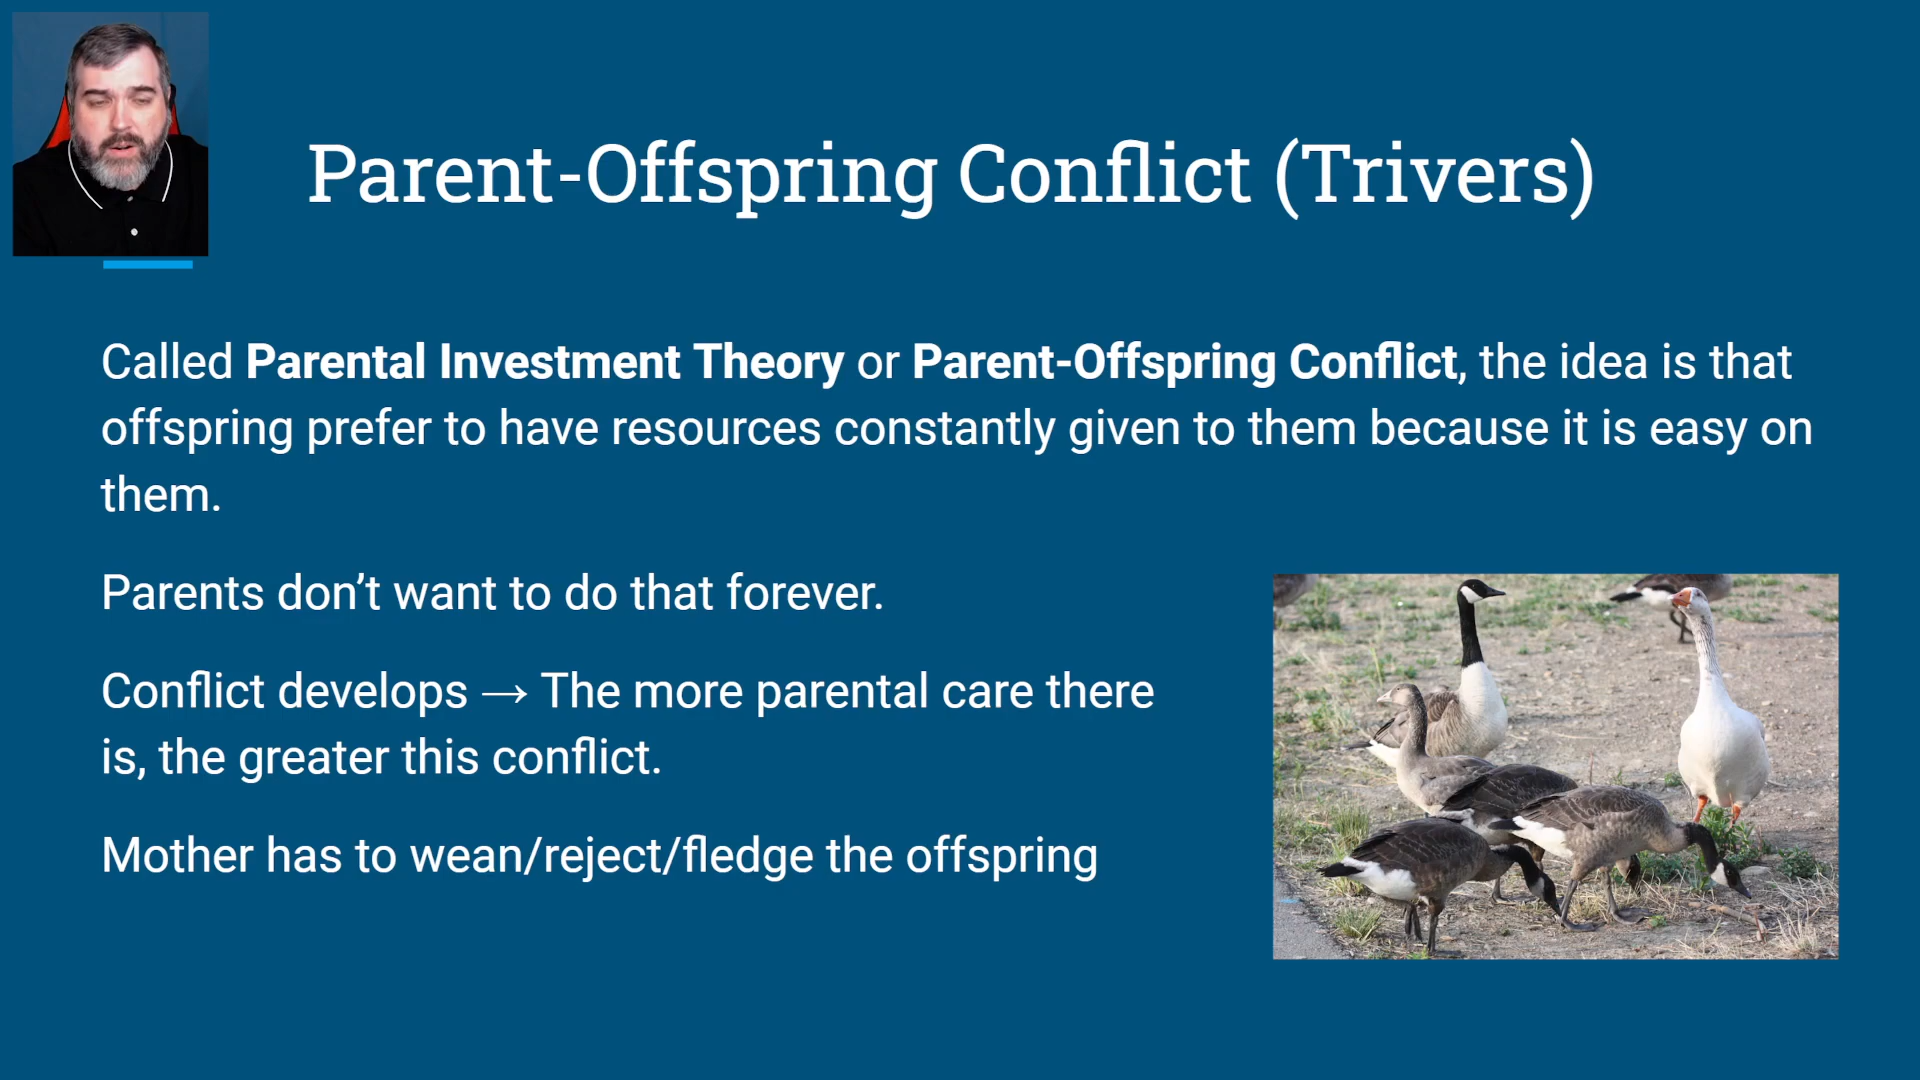 Parent-Offspring Conflict (Trivers)
Called Parental Investment Theory or Parent-Offspring Conflict, the idea is that
offspring prefer to have resources constantly given to them because it is easy on
them.
Parents don’t want to do that forever.
Conflict develops → The more parental care there
is, the greater this conflict.
Mother has to wean/reject/fledge the offspring